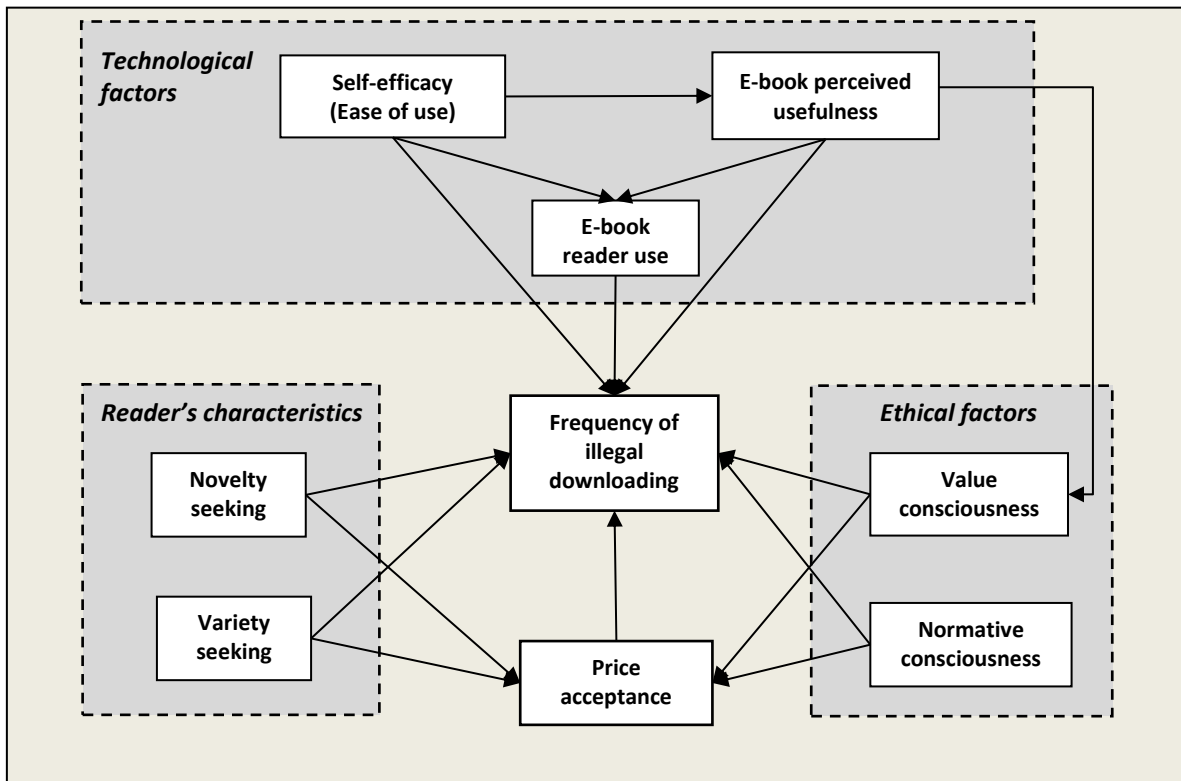 Technological
factors
Self-efficacy
(Ease of use)
E-book perceived
usefulness
E-book
reader use
Reader's characteristics
Novelty
seeking
Variety
seeking
Frequency of
illegal
downloading
Price
acceptance
Ethical factors
Value
consciousness
Normative
consciousness